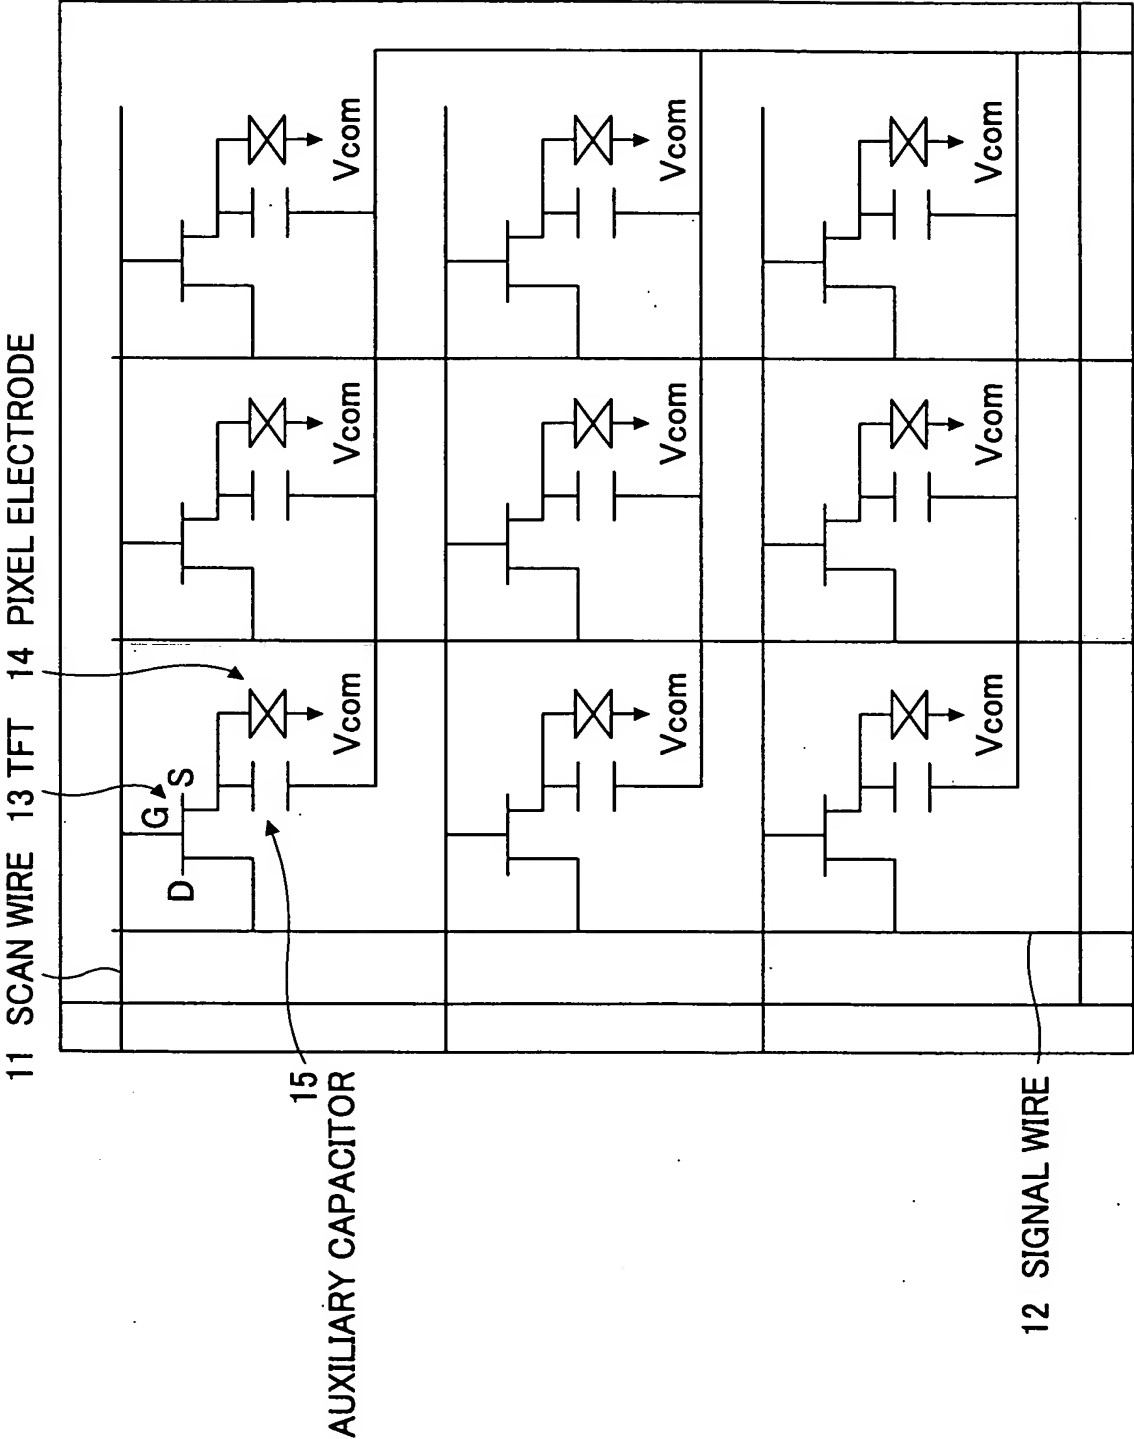 11 SCAN WIRE
13 TFT
14 PIXEL ELECTRODE
D
G
S
Vcom
Vcom
Vcom
15
AUXILIARY CAPACITOR
Vcom
Vcom
Vcom
Vcom
Vcom
Vcom
12 SIGNAL WIRE